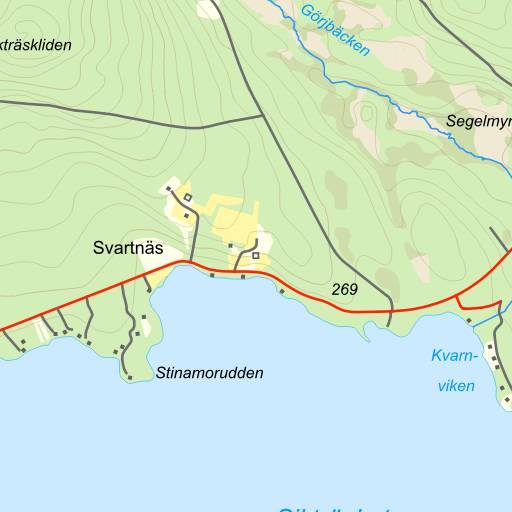 Görjbäcken
Segelmyr
Svartnäs
269
Stinamorudden
Kvarn-
viken